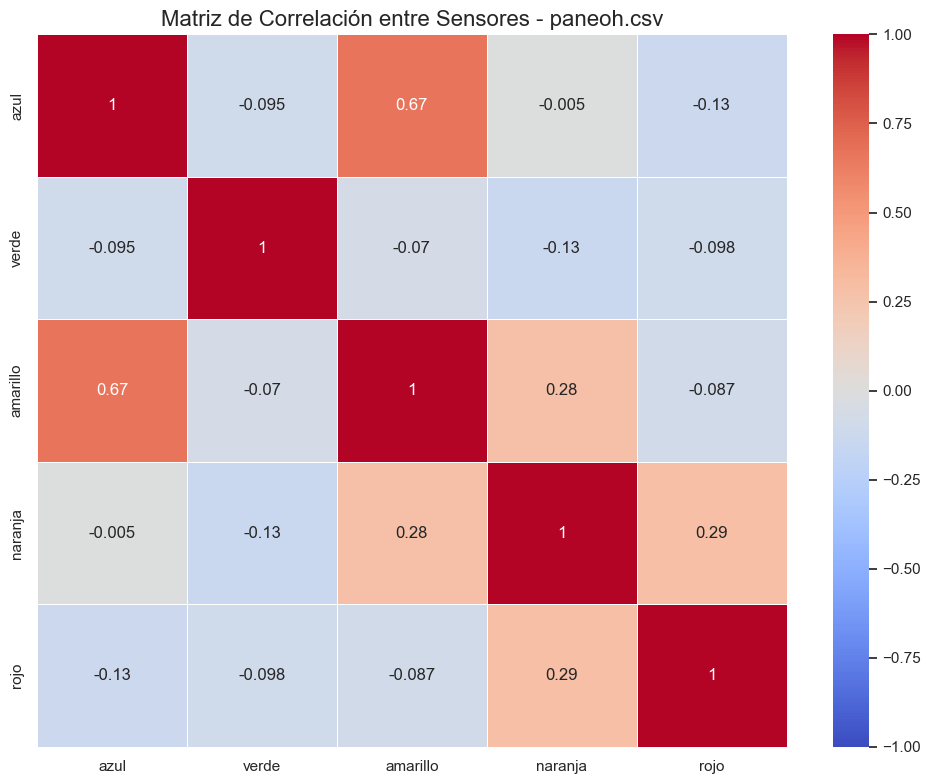 Matriz de Correlación entre Sensores - paneoh.csv
azul 1 -0.095 0.67 -0.005 -0.13
verde -0.095 1 -0.07 -0.13 -0.098
amarillo 0.67 -0.07 1 0.28 -0.087
naranja -0.005 -0.13 0.28 1 0.29
rojo -0.13 -0.098 -0.087 0.29 1
azul verde amarillo naranja rojo
1.00
0.75
0.50
0.25
0.00
−0.25
−0.50
−0.75
−1.00